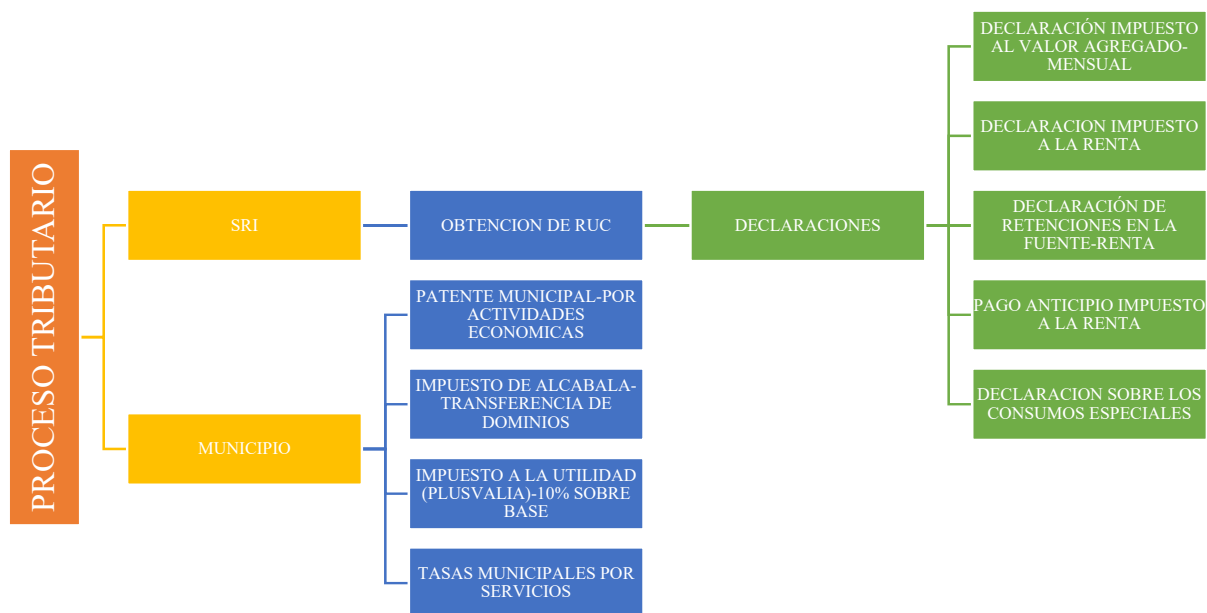 PROCESO TRIBUTARIO
SRI
OBTENCION DE RUC
DECLARACIONES
DECLARACIÓN IMPUESTO
AL VALOR AGREGADO-
MENSUAL
DECLARACION IMPUESTO
A LA RENTA
DECLARACIÓN DE
RETENCIONES EN LA
FUENTE-RENTA
PAGO ANTICIPIO IMPUESTO
A LA RENTA
DECLARACION SOBRE LOS
CONSUMOS ESPECIALES
MUNICIPIO
PATENTE MUNICIPAL-POR
ACTIVIDADES
ECONOMICAS
IMPUESTO DE ALCABALA-
TRANSFERENCIA DE
DOMINIOS
IMPUESTO A LA UTILIDAD
(PLUSVALIA)-10% SOBRE
BASE
TASAS MUNICIPALES POR
SERVICIOS